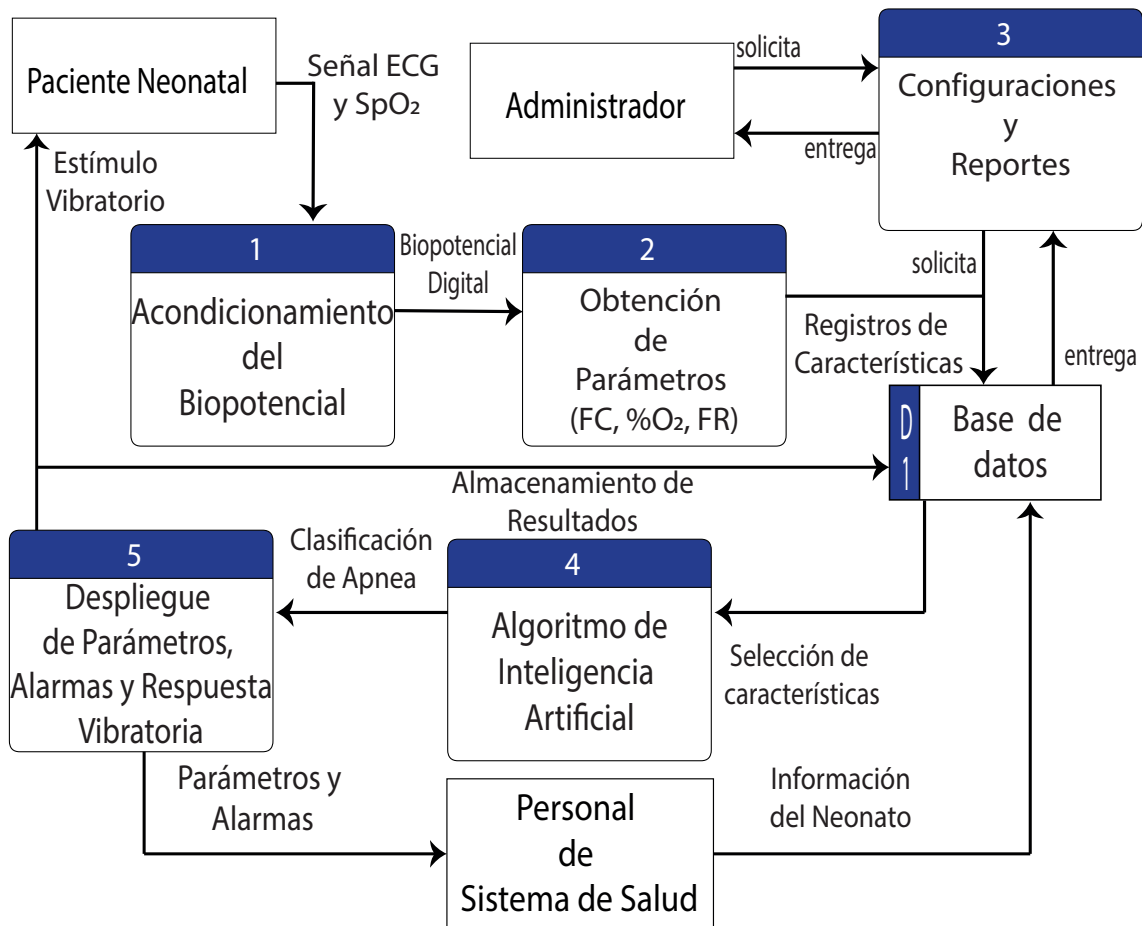 Paciente Neonatal
Señal ECG
y SpO₂
Administrador
solicita
entrega
3
Configuraciones
y
Reportes
Estímulo
Vibratorio
1
Acondicionamiento
del
Biopotencial
Biopotencial
Digital
2
Obtención
de
Parámetros
(FC, %O₂, FR)
solicita
Registros de
Característíficas
entrega
D
1
Base de
datos
Almacenamiento de
Resultados
5
Despliegue
de Parámetros,
Alarmas y Respuesta
Vibratoria
Clasificación
de Apnea
4
Algoritmo de
Inteligencia
Artificial
Selección de
características
Parámetros y
Alarmas
Personal
de
Sistema de Salud
Información
del Neonato